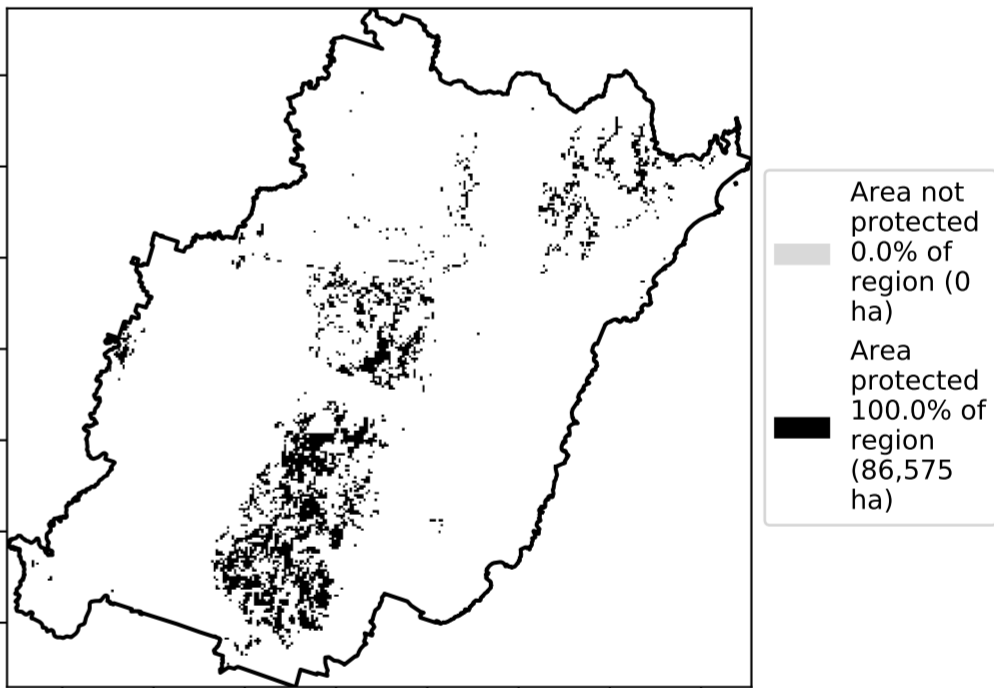 Area not
protected
0.0% of
region (0
ha)
Area
protected
100.0% of
region
(86,575
ha)